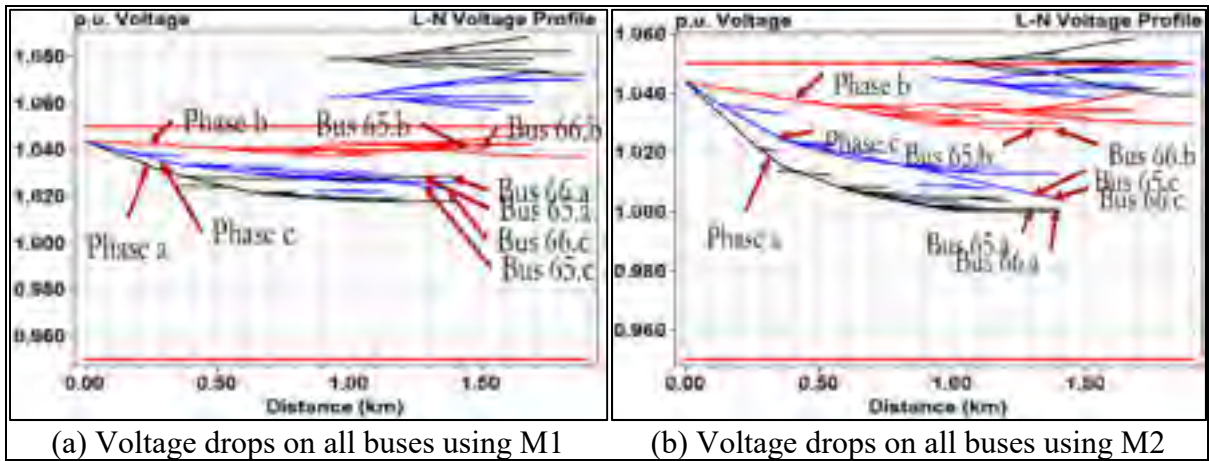 p.u. Voltage L-N Voltage Profile
1.080
1.060
1.040
1.020
1.000
0.980
0.960
Phase b
Bus 65.b
Bus 66.b
Bus 66.a
Bus 65.a
Phase a
Phase c
Bus 66.c
Bus 65.c
0.00 0.50 1.00 1.50
Distance (km)
(a) Voltage drops on all buses using M1
p.u. Voltage L-N Voltage Profile
1.060
1.040
1.020
1.000
0.980
0.960
Phase b
Phase c
Bus 65.b
Bus 66.b
Bus 65.c
Bus 66.c
Phase a
Bus 65.a
Bus 66.a
0.00 0.50 1.00 1.50
Distance (km)
(b) Voltage drops on all buses using M2